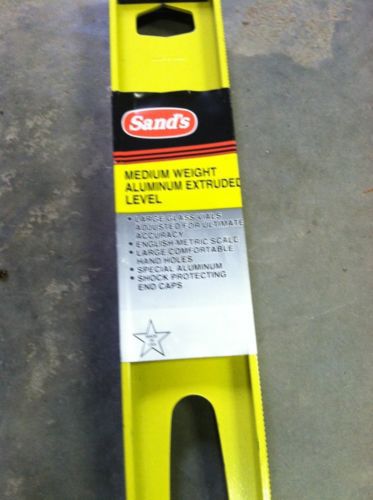 Sand's
MEDIUM WEIGHT
ALUMINUM EXTRUDED
LEVEL
• LARGE GLASS VIALS
ADJUSTED FOR ULTIMATE
ACCURACY
• ENGLISH-METRIC SCALE
• LARGE COMFORTABLE
HAND HOLES
• SPECIAL ALUMINUM
• SHOCK PROTECTING
END CAPS